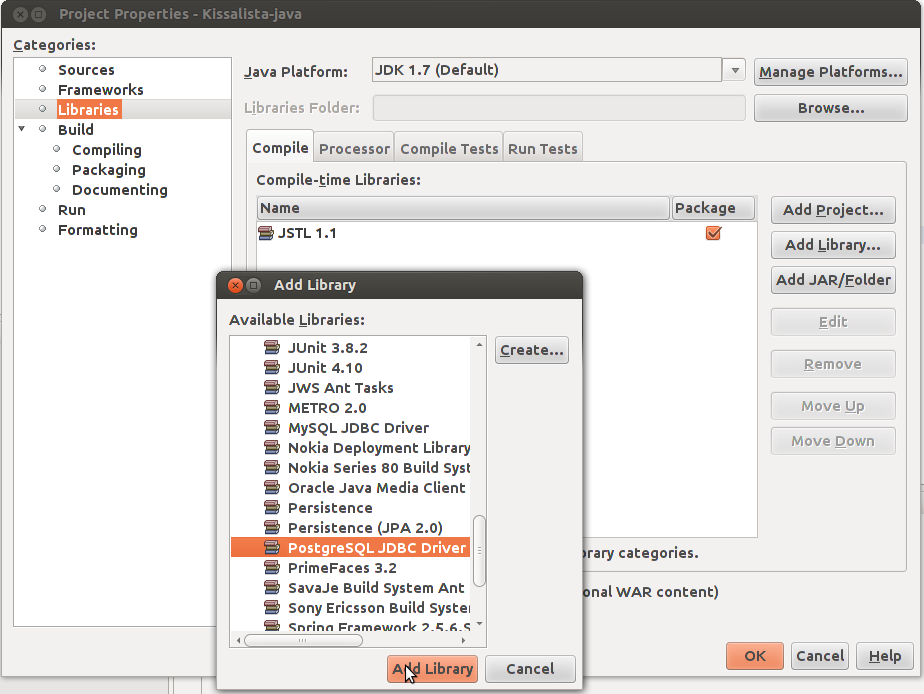 Project Properties - Kissalista-java
Categories:
Sources
Frameworks
Libraries
Build
Compiling
Packaging
Documenting
Run
Formatting
Java Platform:
JDK 1.7 (Default)
Manage Platforms...
Libraries Folder:
Browse...
Compile
Processor
Compile Tests
Run Tests
Compile-time Libraries:
Name
Package
JSTL 1.1
Add Project...
Add Library...
Add JAR/Folder
Edit
Remove
Move Up
Move Down
categories.
WAR content)
OK
Cancel
Help
Add Library
Available Libraries:
JUnit 3.8.2
JUnit 4.10
JWS Ant Tasks
METRO 2.0
MySQL JDBC Driver
Nokia Deployment Library
Nokia Series 80 Build Syst
Oracle Java Media Client
Persistence
Persistence (JPA 2.0)
PostgreSQL JDBC Driver
PrimeFaces 3.2
SavaJe Build System Ant
Sony Ericsson Build Syste
Spring Framework 2.5.6.S
Create...
Add Library
Cancel